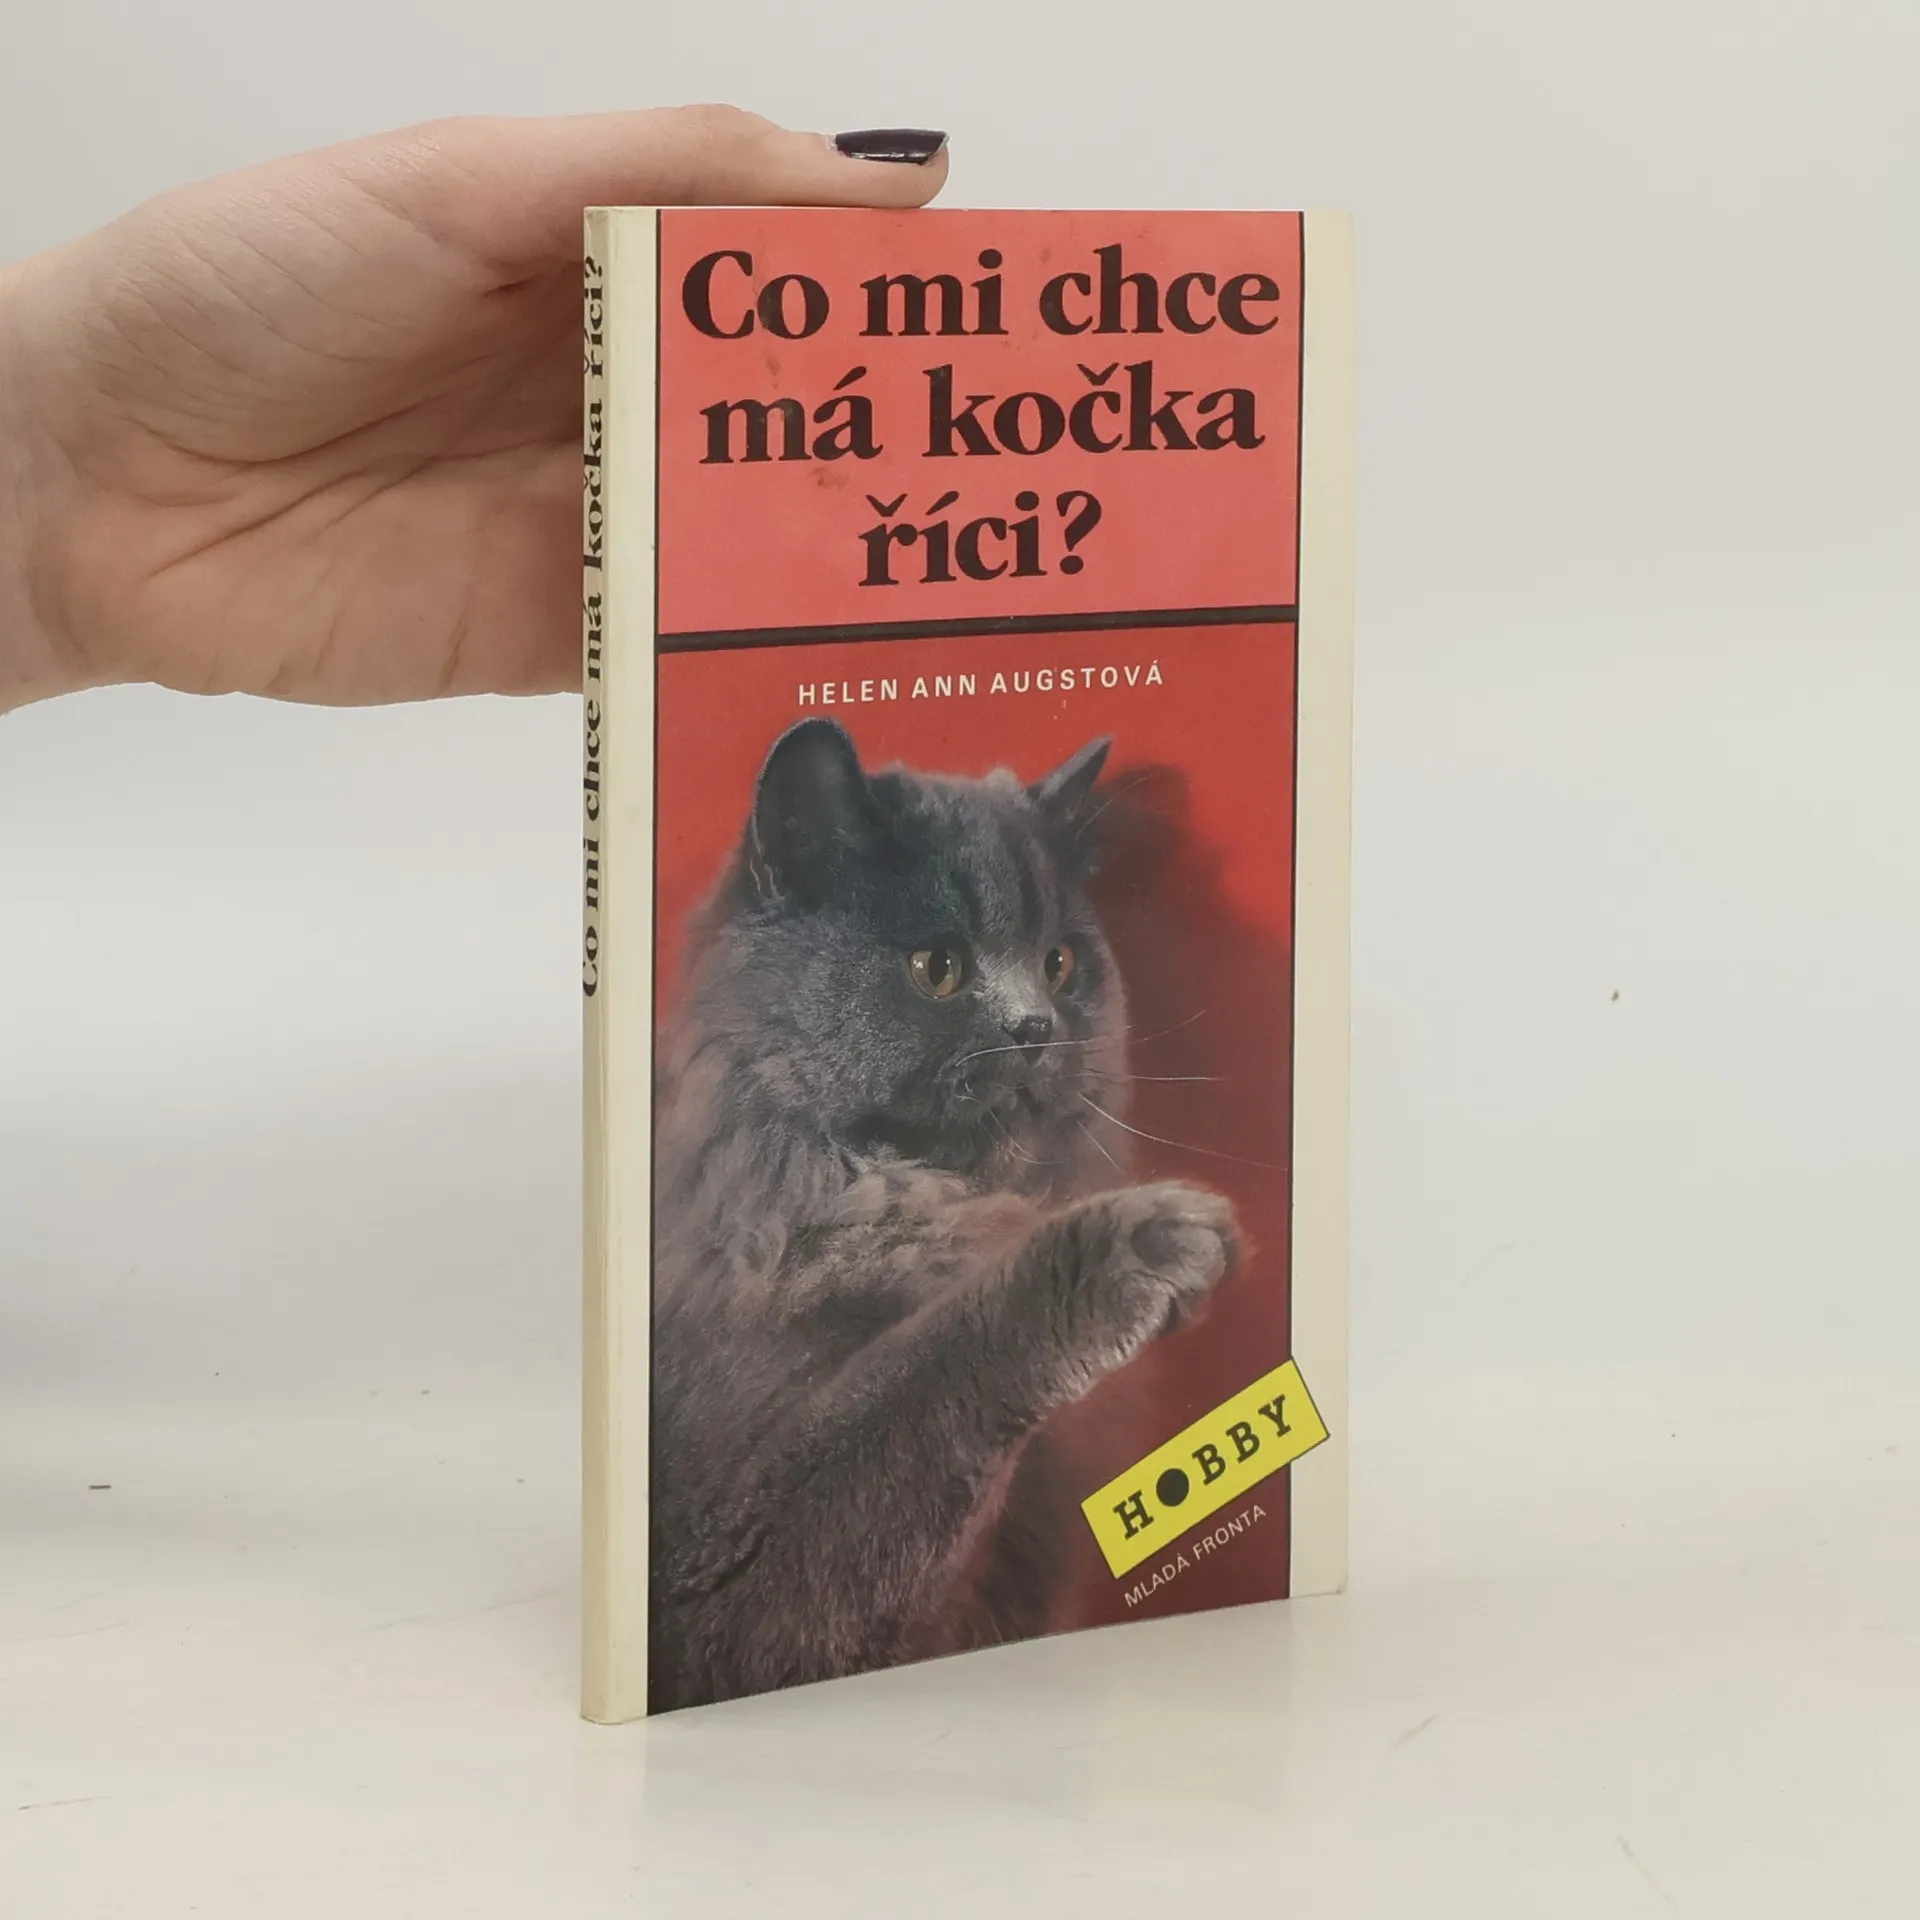 Co mi chce má kočka říci?
Co mi chce
má kočka
říci?
HELEN ANN AUGSTOVÁ
HOBBY
MLADÁ FRONTA